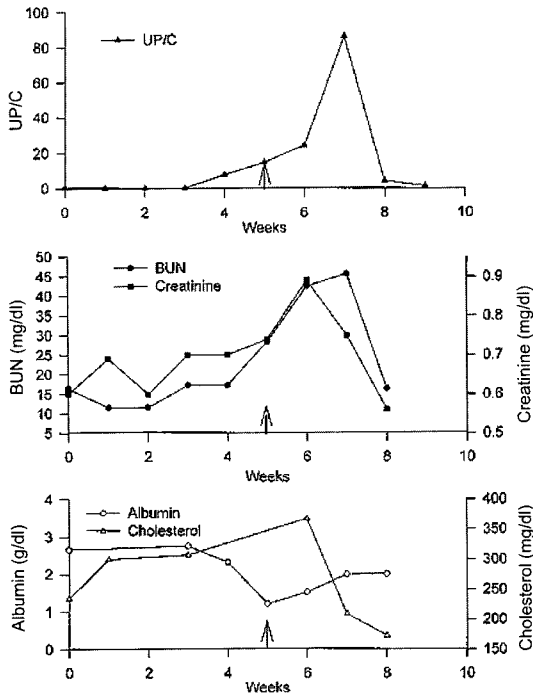 100
80
60
40
20
0
UP/C
UP/C
0 2 4 6 8 10
Weeks
50
45
40
35
30
25
20
15
10
5
BUN (mg/dl)
BUN
Creatinine
0.9
0.8
0.7
0.6
0.5
Creatinine (mg/dl)
0 2 4 6 8 10
Weeks
4
3
2
1
0
Albumin (g/dl)
Albumin
Cholesterol
400
350
300
250
200
150
Cholesterol (mg/dl)
0 2 4 6 8 10
Weeks